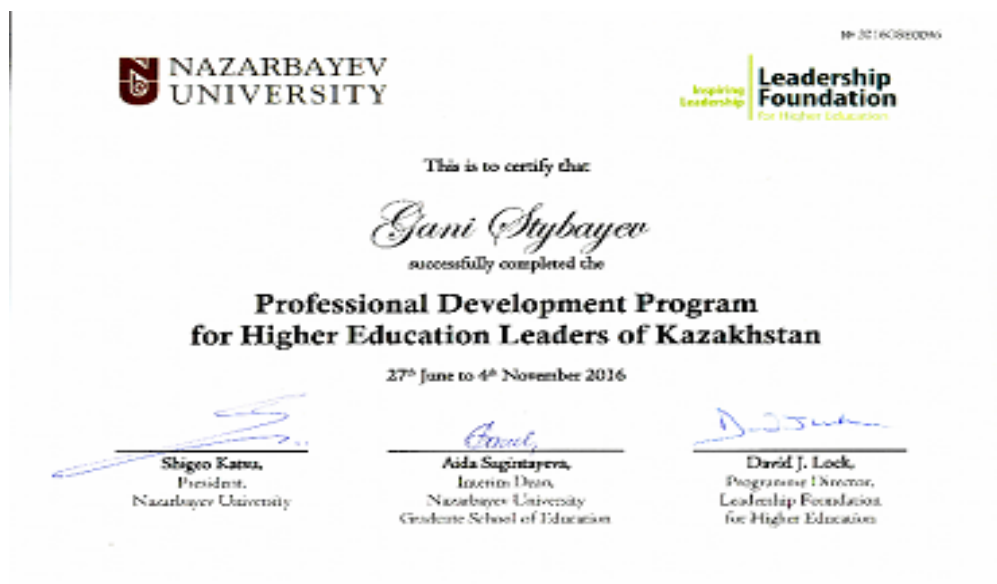 NAZARBAYEV
UNIVERSITY
Inspiring
Leadership
Leadership
Foundation
for Higher Education
This is to certify that
Gani Stybayev
successfully completed the
Professional Development Program
for Higher Education Leaders of Kazakhstan
27th June to 4th November 2016
Shigeo Katsu,
President,
Nazarbayev University
Aida Sagintayeva,
Interim Dean,
Nazarbayev University
Graduate School of Education
David J. Lock,
Programme Director,
Leadership Foundation
for Higher Education